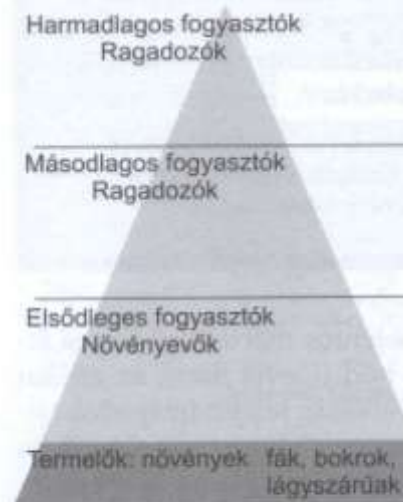 Harmadlagos fogyasztók
Ragadozók
Másodlagos fogyasztók
Ragadozók
Elsődleges fogyasztók
Növényevők
Termelők: növények fák, bokrok,
lágyszárúak